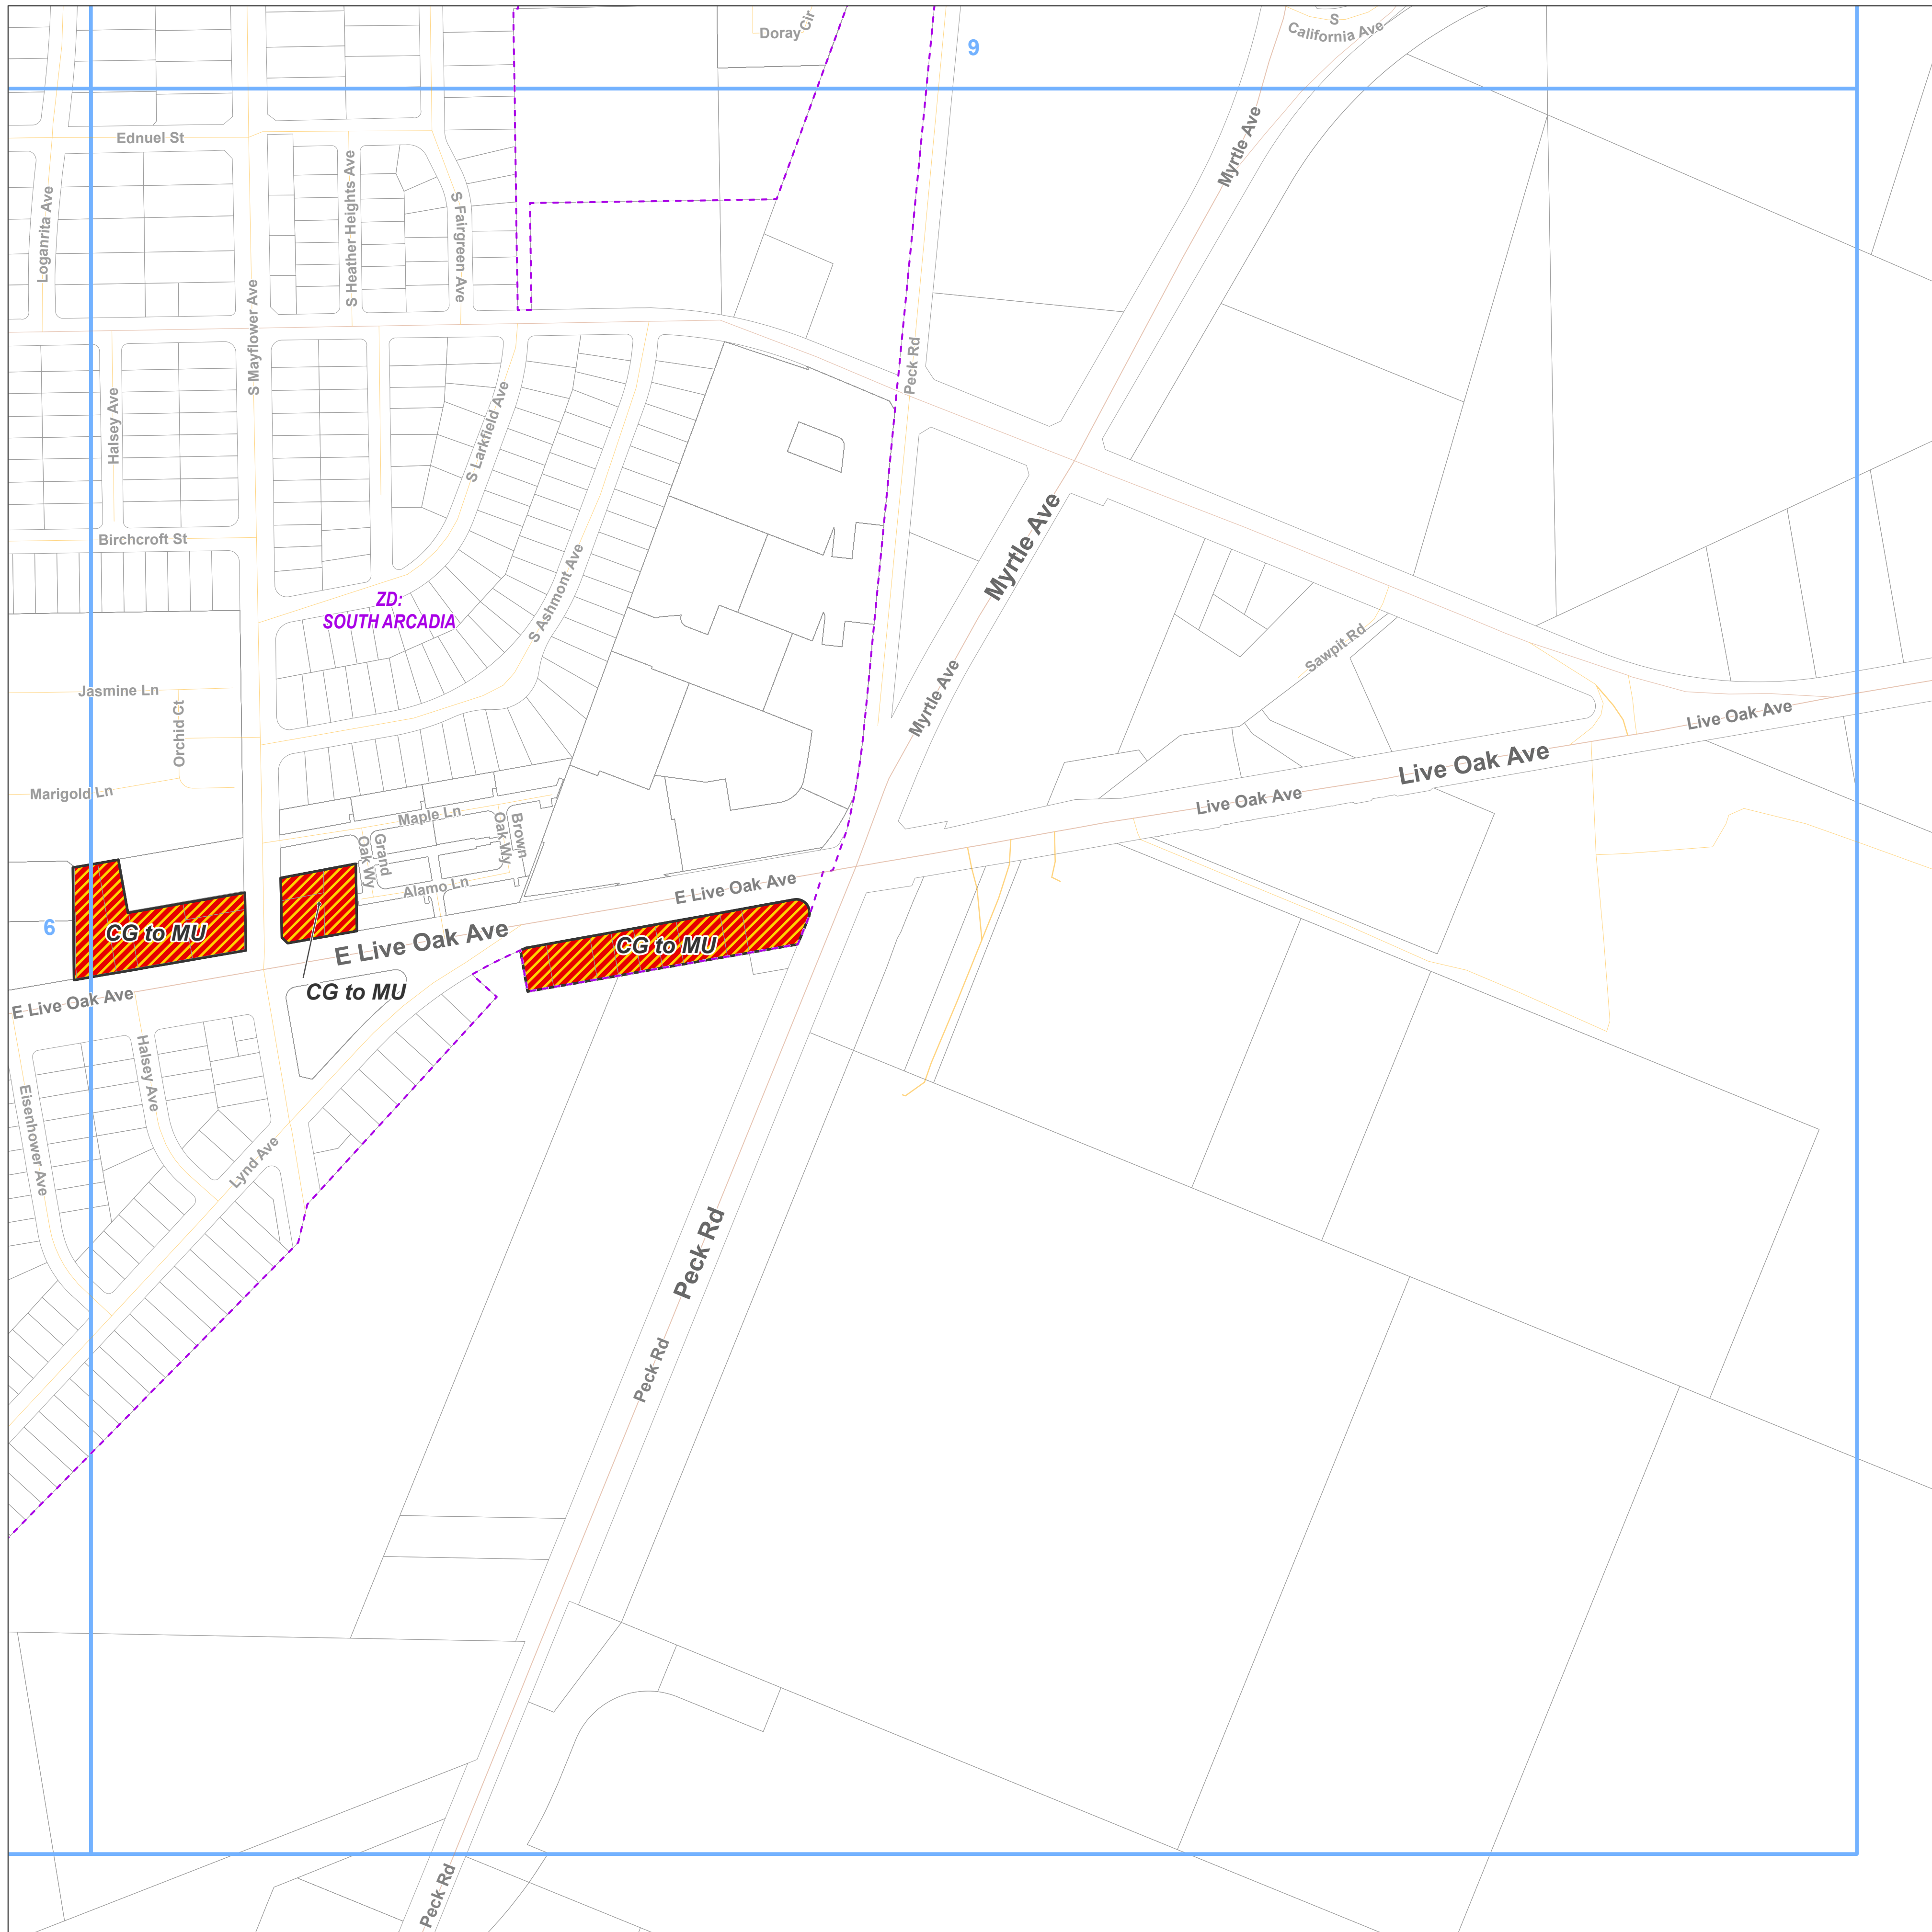 S
California Ave
Doray Cir
9
Ednuel St
Myrtle Ave
Loganrita Ave
S Heather Heights Ave
S Fairgreen Ave
S Mayflower Ave
Peck Rd
Halsey Ave
S Larkfield Ave
Birchcroft St
Myrtle Ave
S Ashmont Ave
ZD:
SOUTH ARCADIA
Sawpit Rd
Jasmine Ln
Orchid Ct
Myrtle Ave
Live Oak Ave
Live Oak Ave
Marigold Ln
Live Oak Ave
Maple Ln
Brown
Oak Wy
Grand
Oak Wy
Alamo Ln
E Live Oak Ave
6
CG to MU
E Live Oak Ave
CG to MU
CG to MU
E Live Oak Ave
Halsey Ave
Eisenhower Ave
Lynd Ave
Peck Rd
Peck Rd
Peck Rd